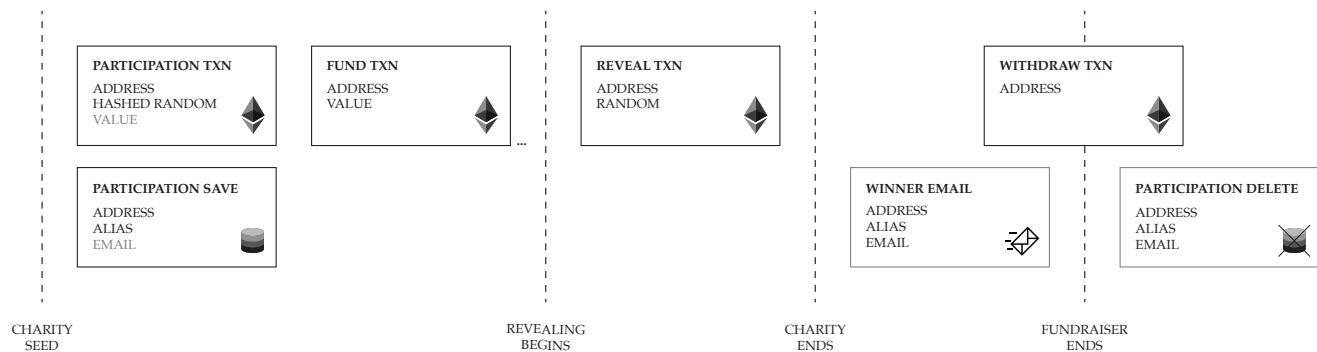 PARTICIPATION TXN
ADDRESS
HASHED RANDOM
VALUE
FUND TXN
ADDRESS
VALUE
...
REVEAL TXN
ADDRESS
RANDOM
WITHDRAW TXN
ADDRESS
PARTICIPATION SAVE
ADDRESS
ALIAS
EMAIL
WINNER EMAIL
ADDRESS
ALIAS
EMAIL
PARTICIPATION DELETE
ADDRESS
ALIAS
EMAIL
CHARITY
SEED
REVEALING
BEGINS
CHARITY
ENDS
FUNDRAISER
ENDS